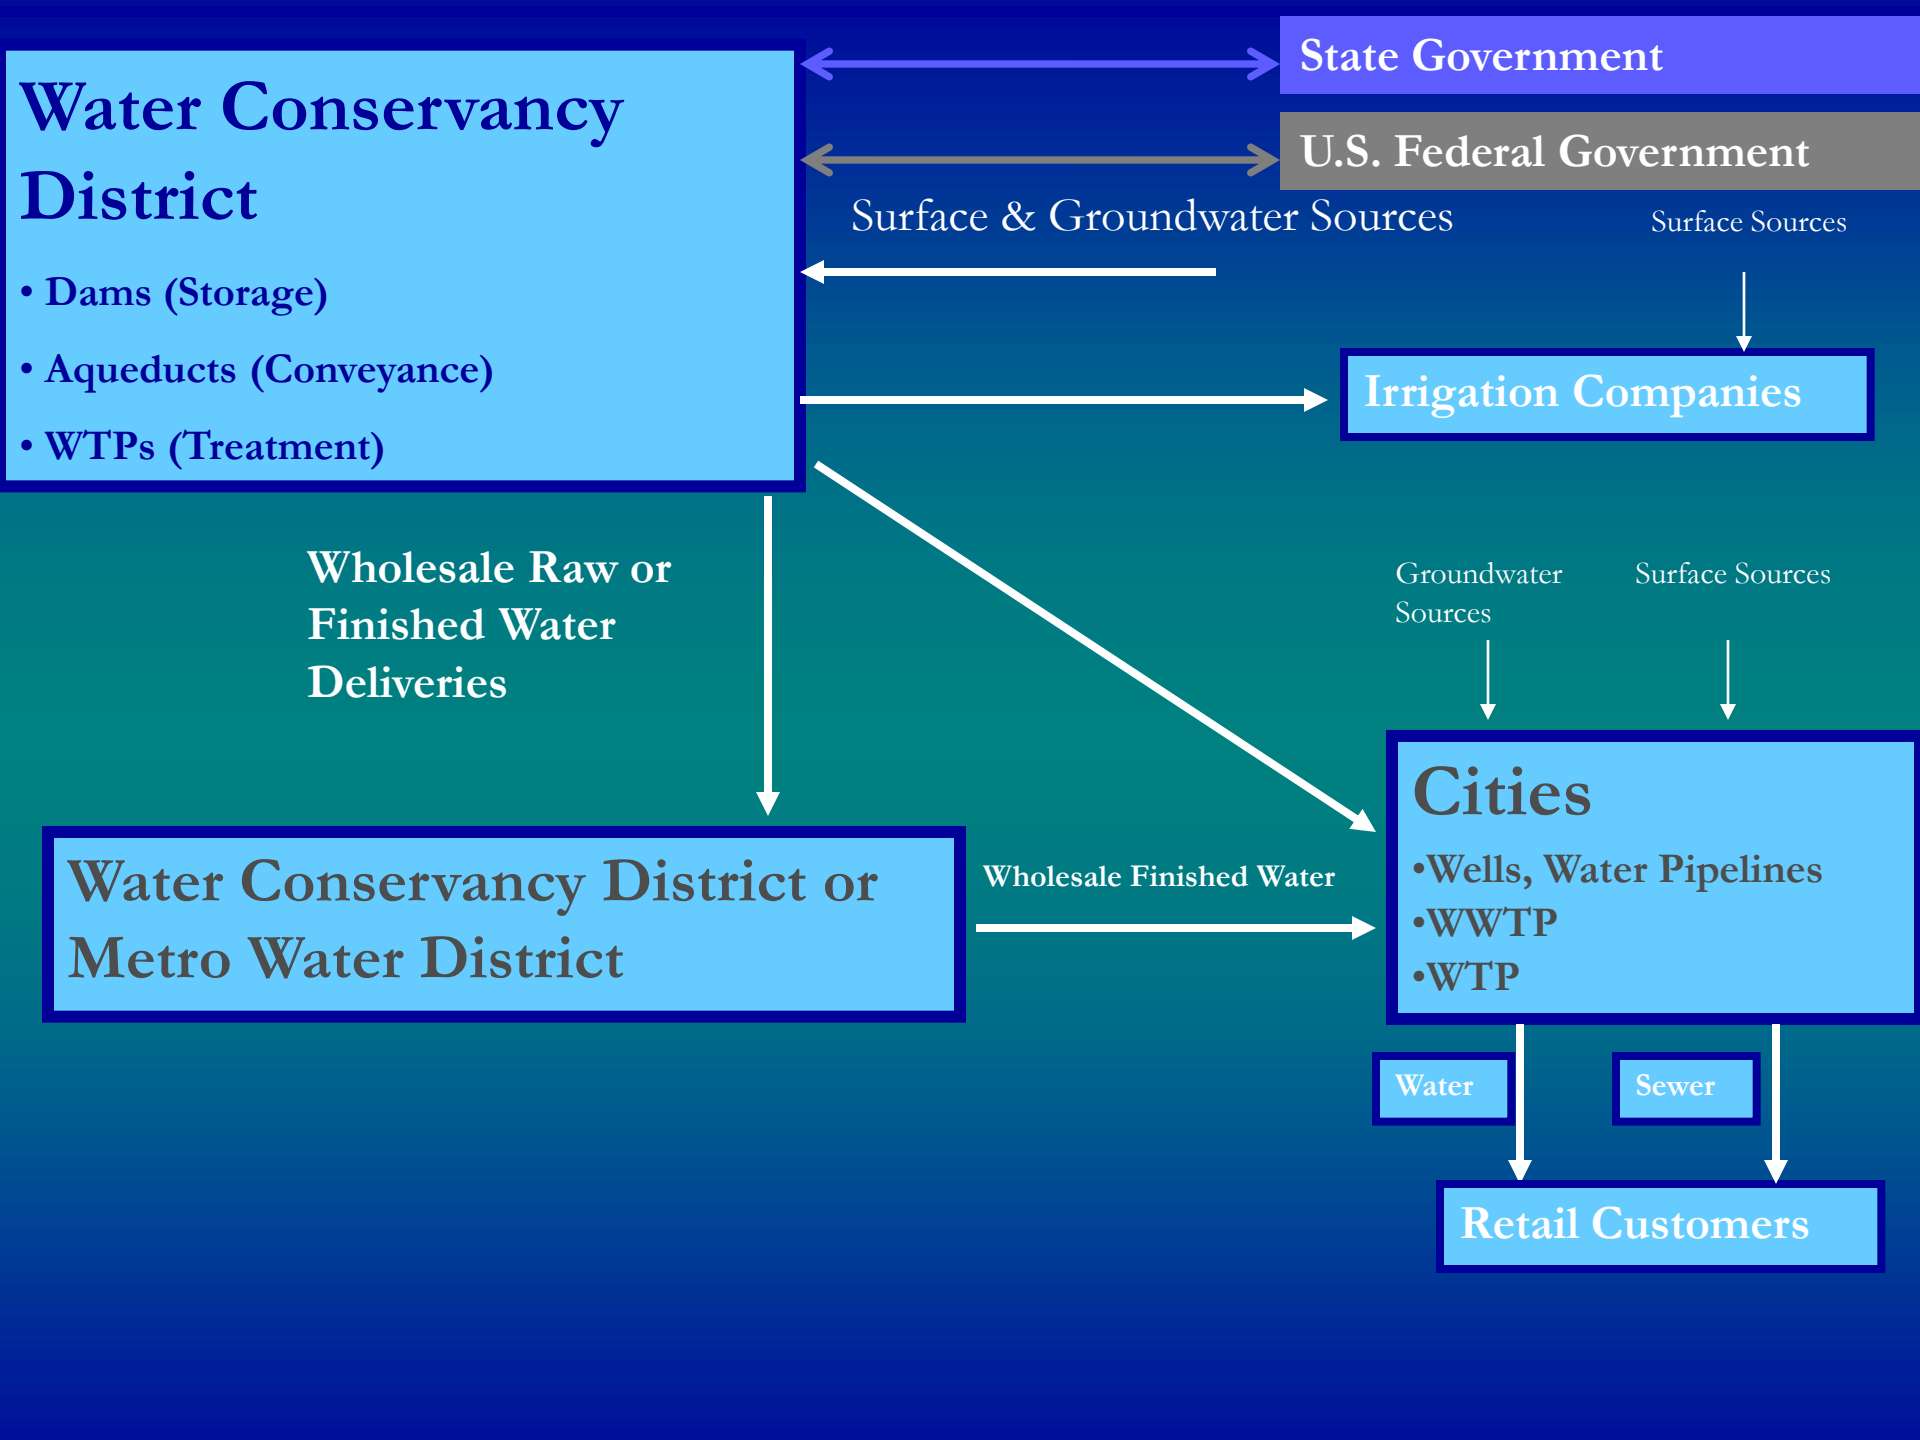 State Government
Water Conservancy
District
U.S. Federal Government
Surface & Groundwater Sources
Surface Sources
• Dams (Storage)
• Aqueducts (Conveyance)
• WTPs (Treatment)
Irrigation Companies
Wholesale Raw or
Finished Water
Deliveries
Groundwater
Sources
Surface Sources
Cities
•Wells, Water Pipelines
•WWTP
•WTP
Water Conservancy District or
Metro Water District
Wholesale Finished Water
Water
Sewer
Retail Customers